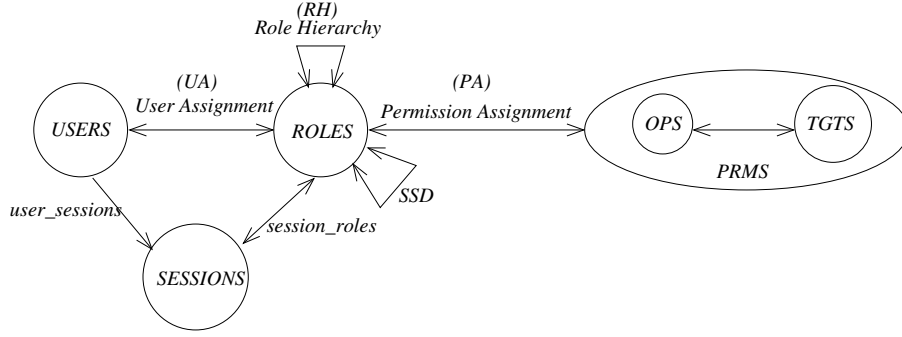 (RH)
Role Hierarchy
(UA)
User Assignment
(PA)
Permission Assignment
USERS
ROLES
OPS
TGTS
PRMS
SSD
user_sessions
session_roles
SESSIONS